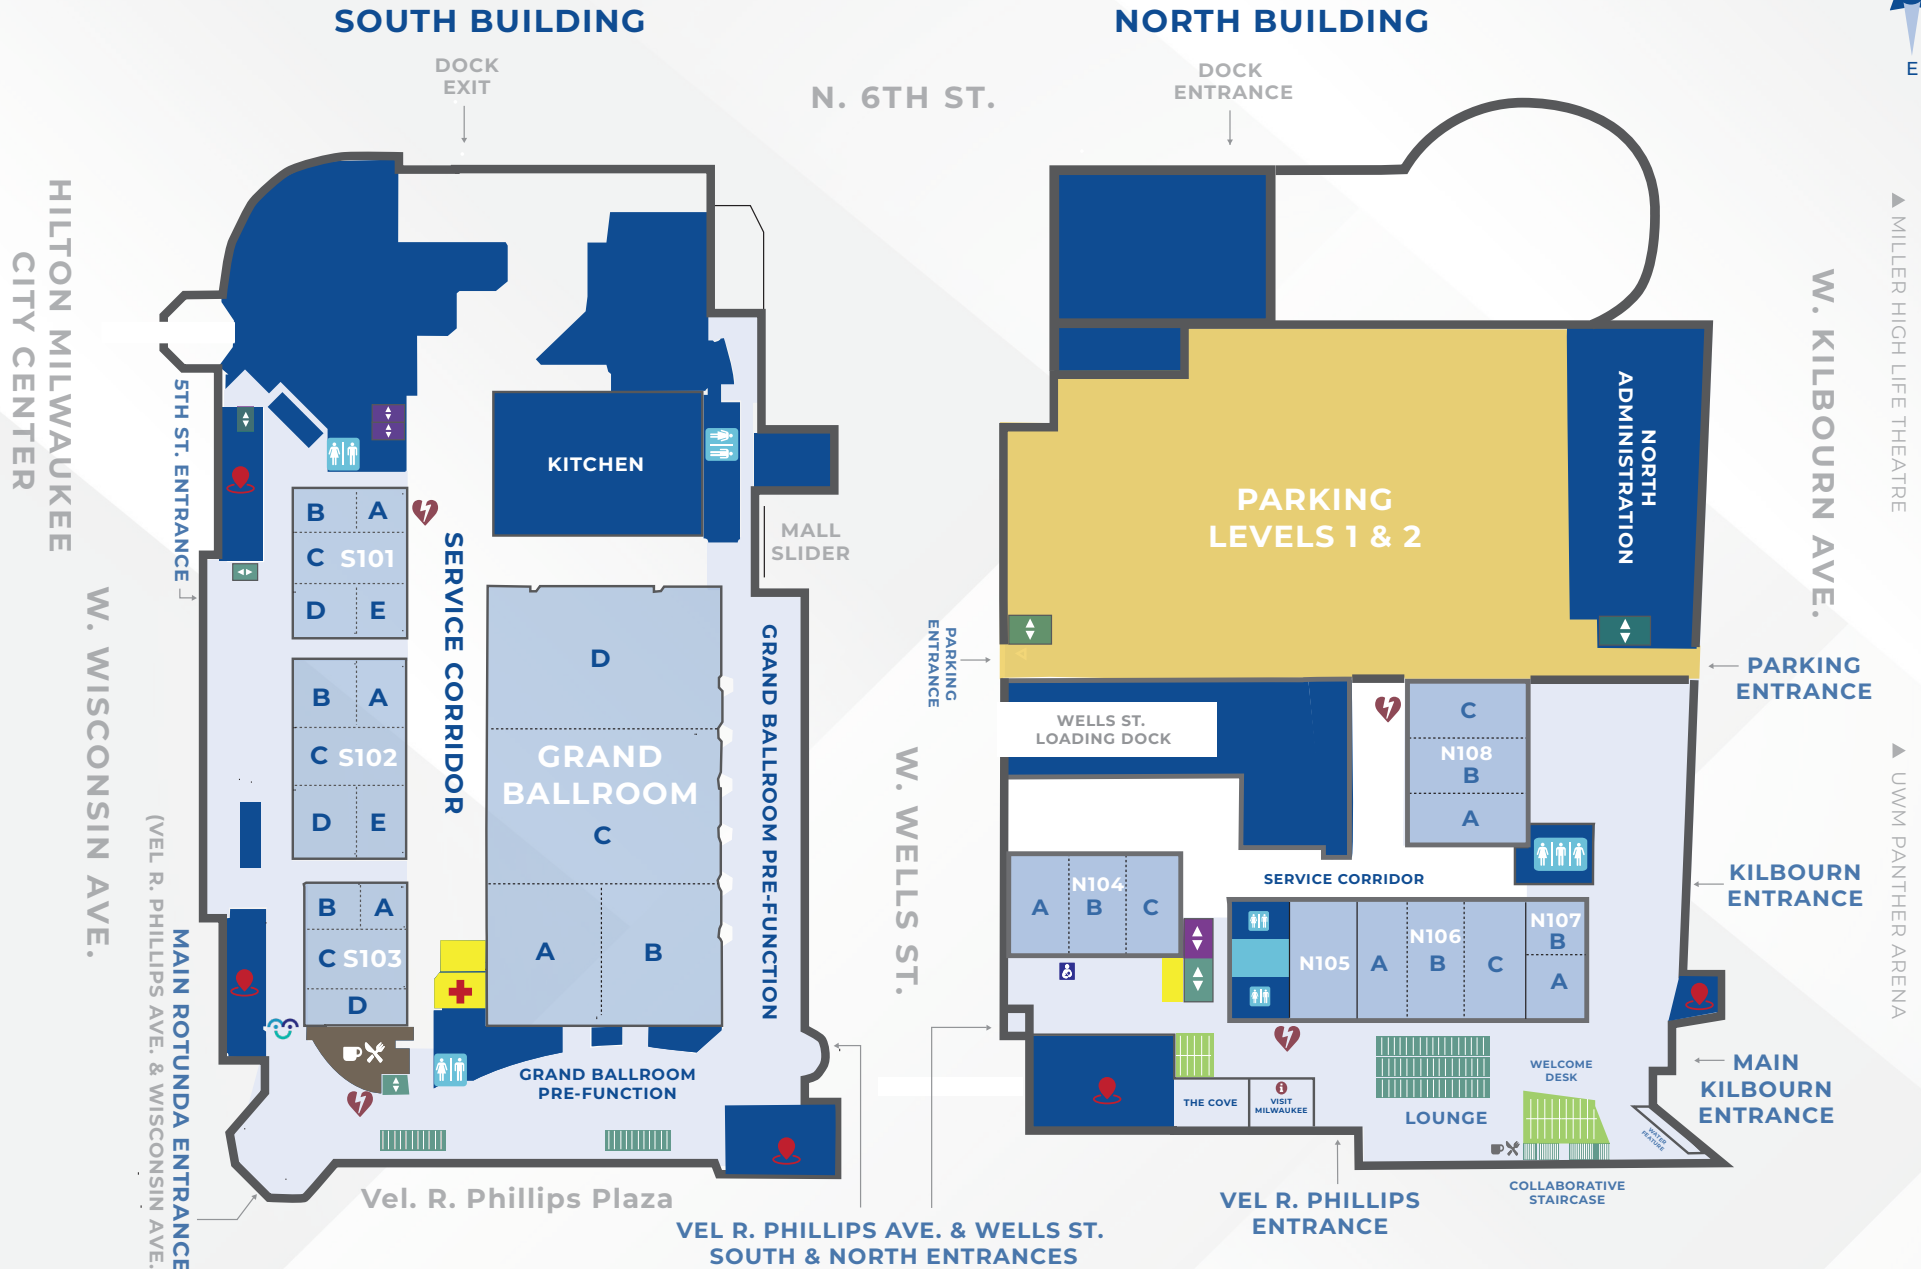 SOUTH BUILDING
NORTH BUILDING
E
DOCK
EXIT
N. 6TH ST.
DOCK
ENTRANCE
HILTON MILWAUKEE
CITY CENTER
W. WISCONSIN AVE.
5TH ST. ENTRANCE
(VEL R. PHILLIPS AVE. & WISCONSIN AVE.
MAIN ROTUNDA ENTRANCE
KITCHEN
MALL
SLIDER
SERVICE CORRIDOR
B A
C S101
D E
B A
C S102
D E
B A
C S103
D
D
GRAND
BALLROOM
C
A B
GRAND BALLROOM PRE-FUNCTION
GRAND BALLROOM
PRE-FUNCTION
Vel. R. Phillips Plaza
VEL R. PHILLIPS AVE. & WELLS ST.
SOUTH & NORTH ENTRANCES
W. WELLS ST.
PARKING
ENTRANCE
PARKING
LEVELS 1 & 2
NORTH
ADMINISTRATION
WELLS ST.
LOADING DOCK
C
N108
B
A
SERVICE CORRIDOR
N104
A B C
N105
N106
A B C
N107
B
A
THE COVE
VISIT
MILWAUKEE
LOUNGE
WELCOME
DESK
WATER
FEATURE
COLLABORATIVE
STAIRCASE
VEL R. PHILLIPS
ENTRANCE
PARKING
ENTRANCE
KILBOURN
ENTRANCE
MAIN
KILBOURN
ENTRANCE
W. KILBOURN AVE.
MILLER HIGH LIFE THEATRE
UWM PANTHER ARENA